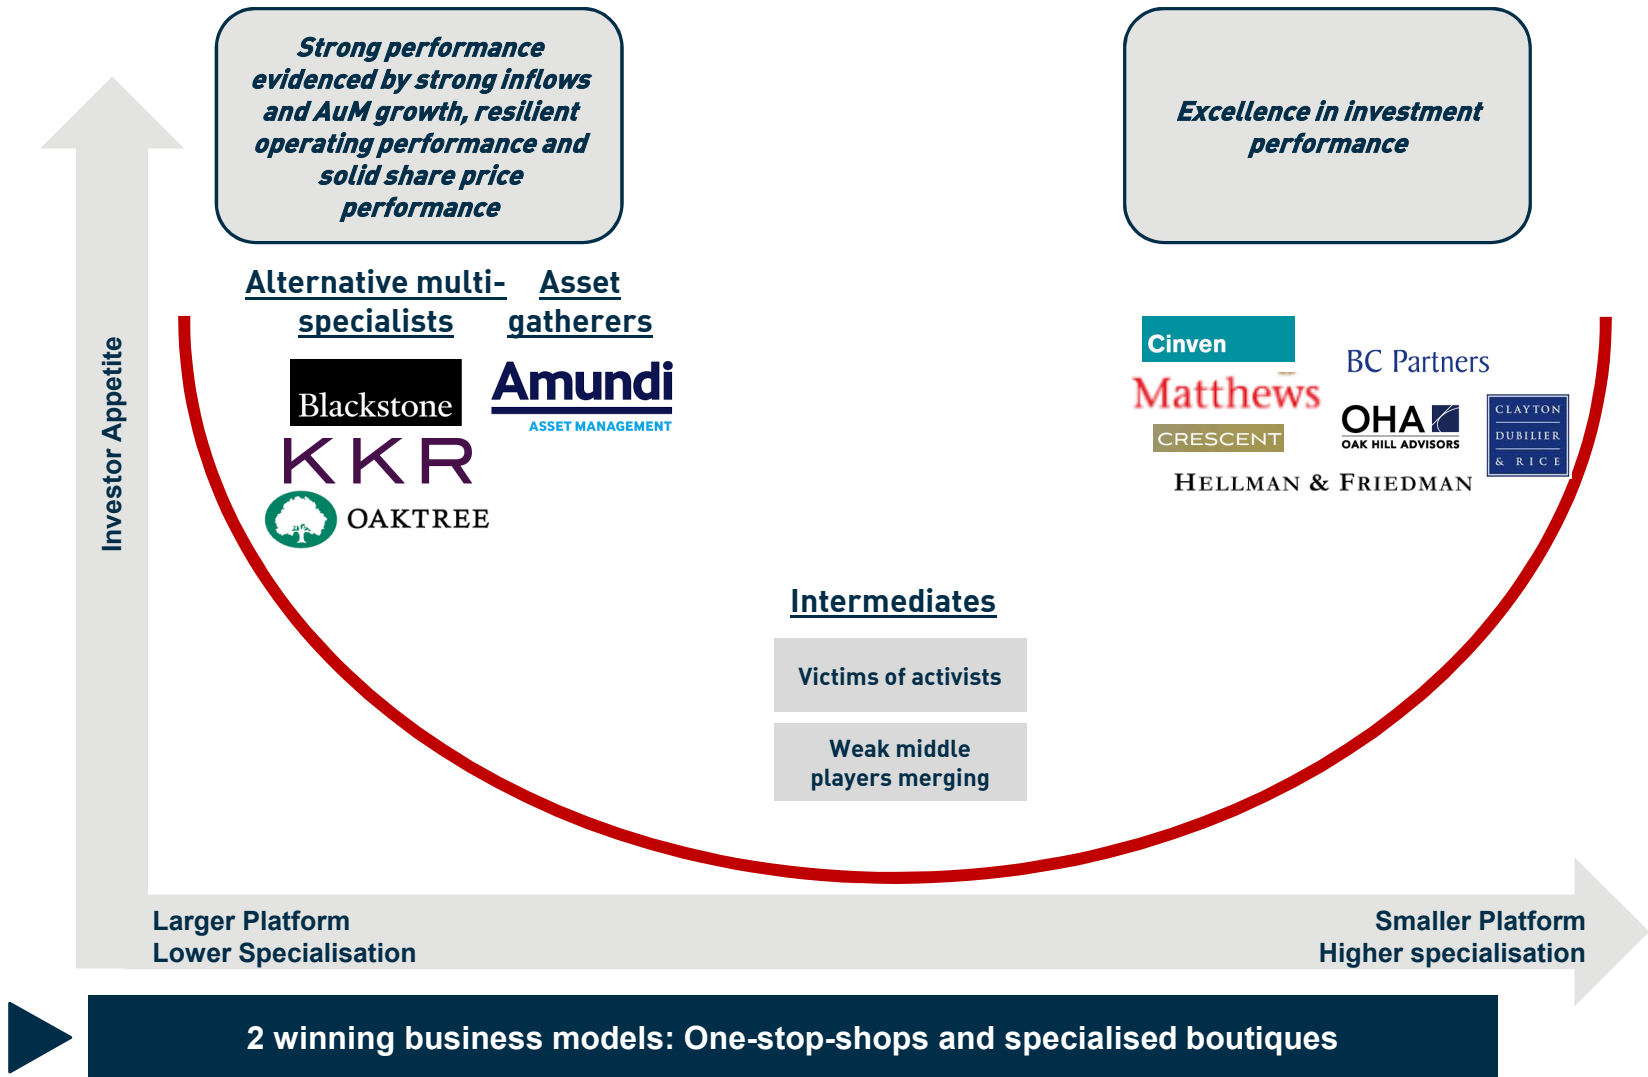 Strong performance
evidenced by strong inflows
and AuM growth, resilient
operating performance and
solid share price
performance
Excellence in investment
performance
Alternative multi-
specialists
Asset
gatherers
Investor Appetite
Blackstone
KKR
OAKTREE
Amundi
ASSET MANAGEMENT
Cinven
Matthews
CRESCENT
BC Partners
OHA
OAK HILL ADVISORS
CLAYTON
DUBILIER
& RICE
HELLMAN & FRIEDMAN
Intermediates
Victims of activists
Weak middle
players merging
Larger Platform
Lower Specialisation
Smaller Platform
Higher specialisation
2 winning business models: One-stop-shops and specialised boutiques